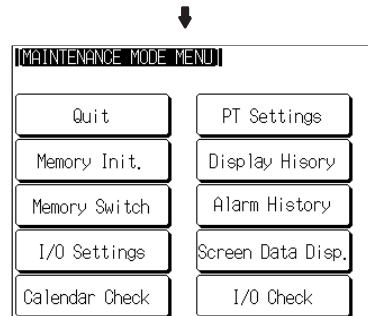 [MAINTENANCE MODE MENU]
Quit
PT Settings
Memory Init.
Display Hisory
Memory Switch
Alarm History
I/O Settings
Screen Data Disp.
Calendar Check
I/O Check